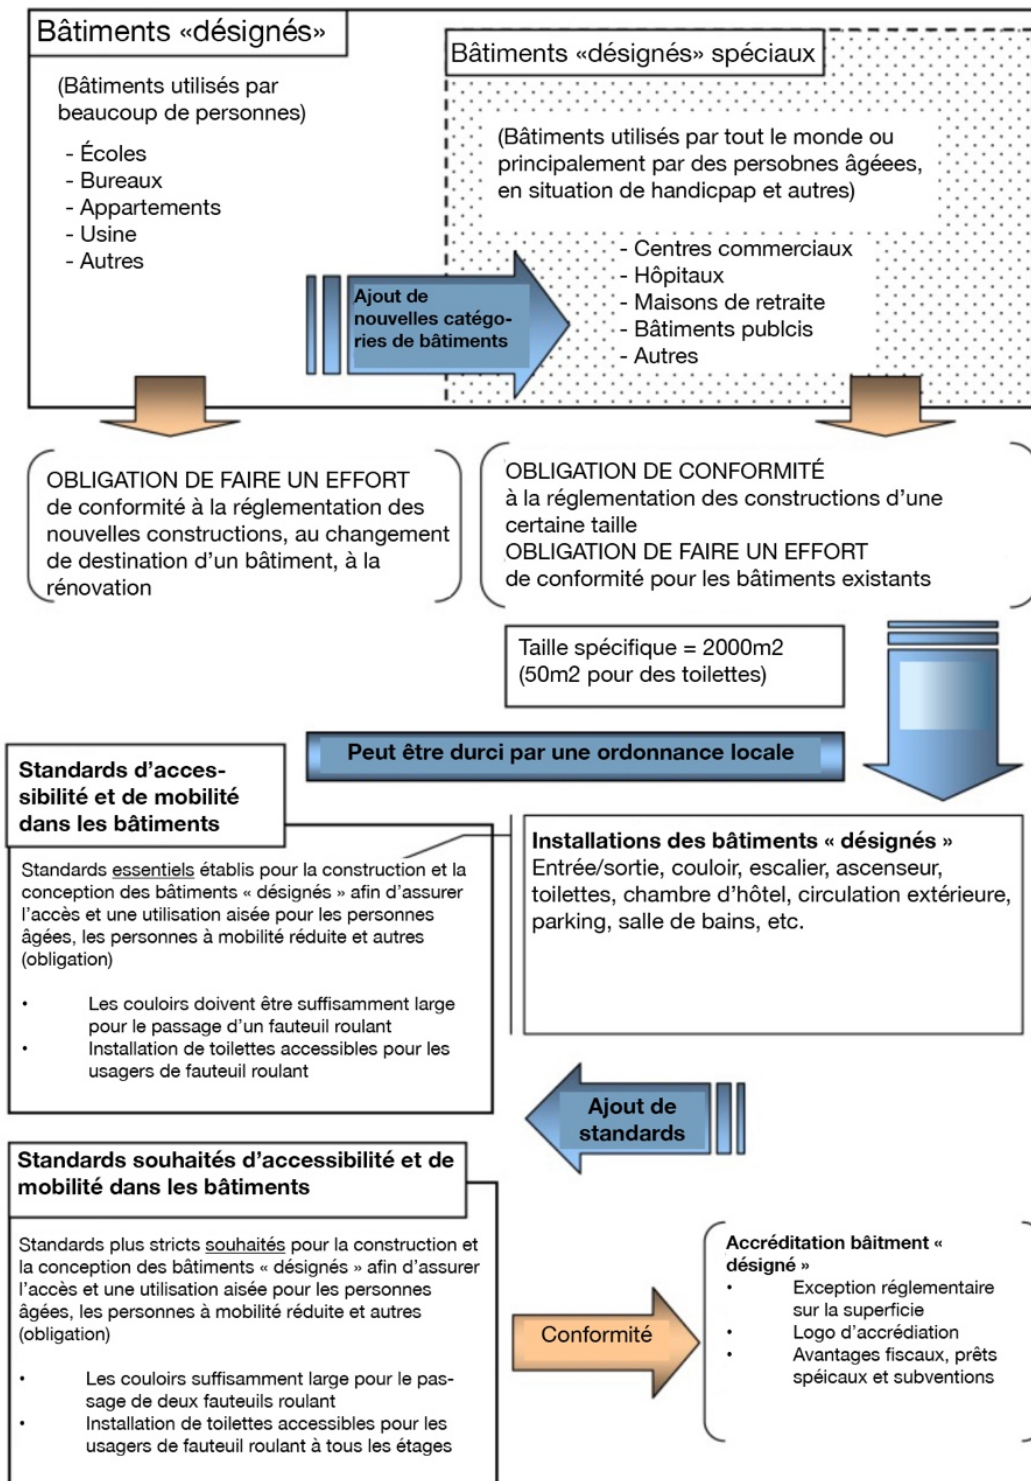 Bâtiments «désignés»
(Bâtiments utilisés par
beaucoup de personnes)
- Écoles
- Bureaux
- Appartements
- Usine
- Autres
Bâtiments «désignés» spéciaux
(Bâtiments utilisés par tout le monde ou
principalement par des persobnes âgéees,
en situation de handicpap et autres)
- Centres commerciaux
- Hôpitaux
- Maisons de retraite
- Bâtiments publcis
- Autres
Ajout de
nouvelles catégo-
ries de bâtiments
OBLIGATION DE FAIRE UN EFFORT
de conformité à la réglementation des
nouvelles constructions, au changement
de destination d’un bâtiment, à la
rénovation
OBLIGATION DE CONFORMITÉ
à la réglementation des constructions d’une
certaine taille
OBLIGATION DE FAIRE UN EFFORT
de conformité pour les bâtiments existants
Taille spécifique = 2000m2
(50m2 pour des toilettes)
Peut être durci par une ordonnance locale
Standards d’acces-
sibilité et de mobilité
dans les bâtiments
Standards essentiels établis pour la construction et la
conception des bâtiments « désignés » afin d’assurer
l’accès et une utilisation aisée pour les personnes
âgées, les personnes à mobilité réduite et autres
(obligation)
• Les couloirs doivent être suffisamment large
pour le passage d’un fauteuil roulant
• Installation de toilettes accessibles pour les
usagers de fauteuil roulant
Installations des bâtiments « désignés »
Entrée/sortie, couloir, escalier, ascenseur,
toilettes, chambre d’hôtel, circulation extérieure,
parking, salle de bains, etc.
Ajout de
standards
Standards souhaités d’accessibilité et de
mobilité dans les bâtiments
Standards plus stricts souhaités pour la construction et
la conception des bâtiments « désignés » afin d’assurer
l’accès et une utilisation aisée pour les personnes
âgées, les personnes à mobilité réduite et autres
(obligation)
• Les couloirs suffisamment large pour le pas-
sage de deux fauteuils roulant
• Installation de toilettes accessibles pour les
usagers de fauteuil roulant à tous les étages
Conformité
Accréditation bâitment «
désigné »
• Exception réglementaire
sur la superficie
• Logo d’accrédiation
• Avantages fiscaux, prêts
spéicaux et subventions